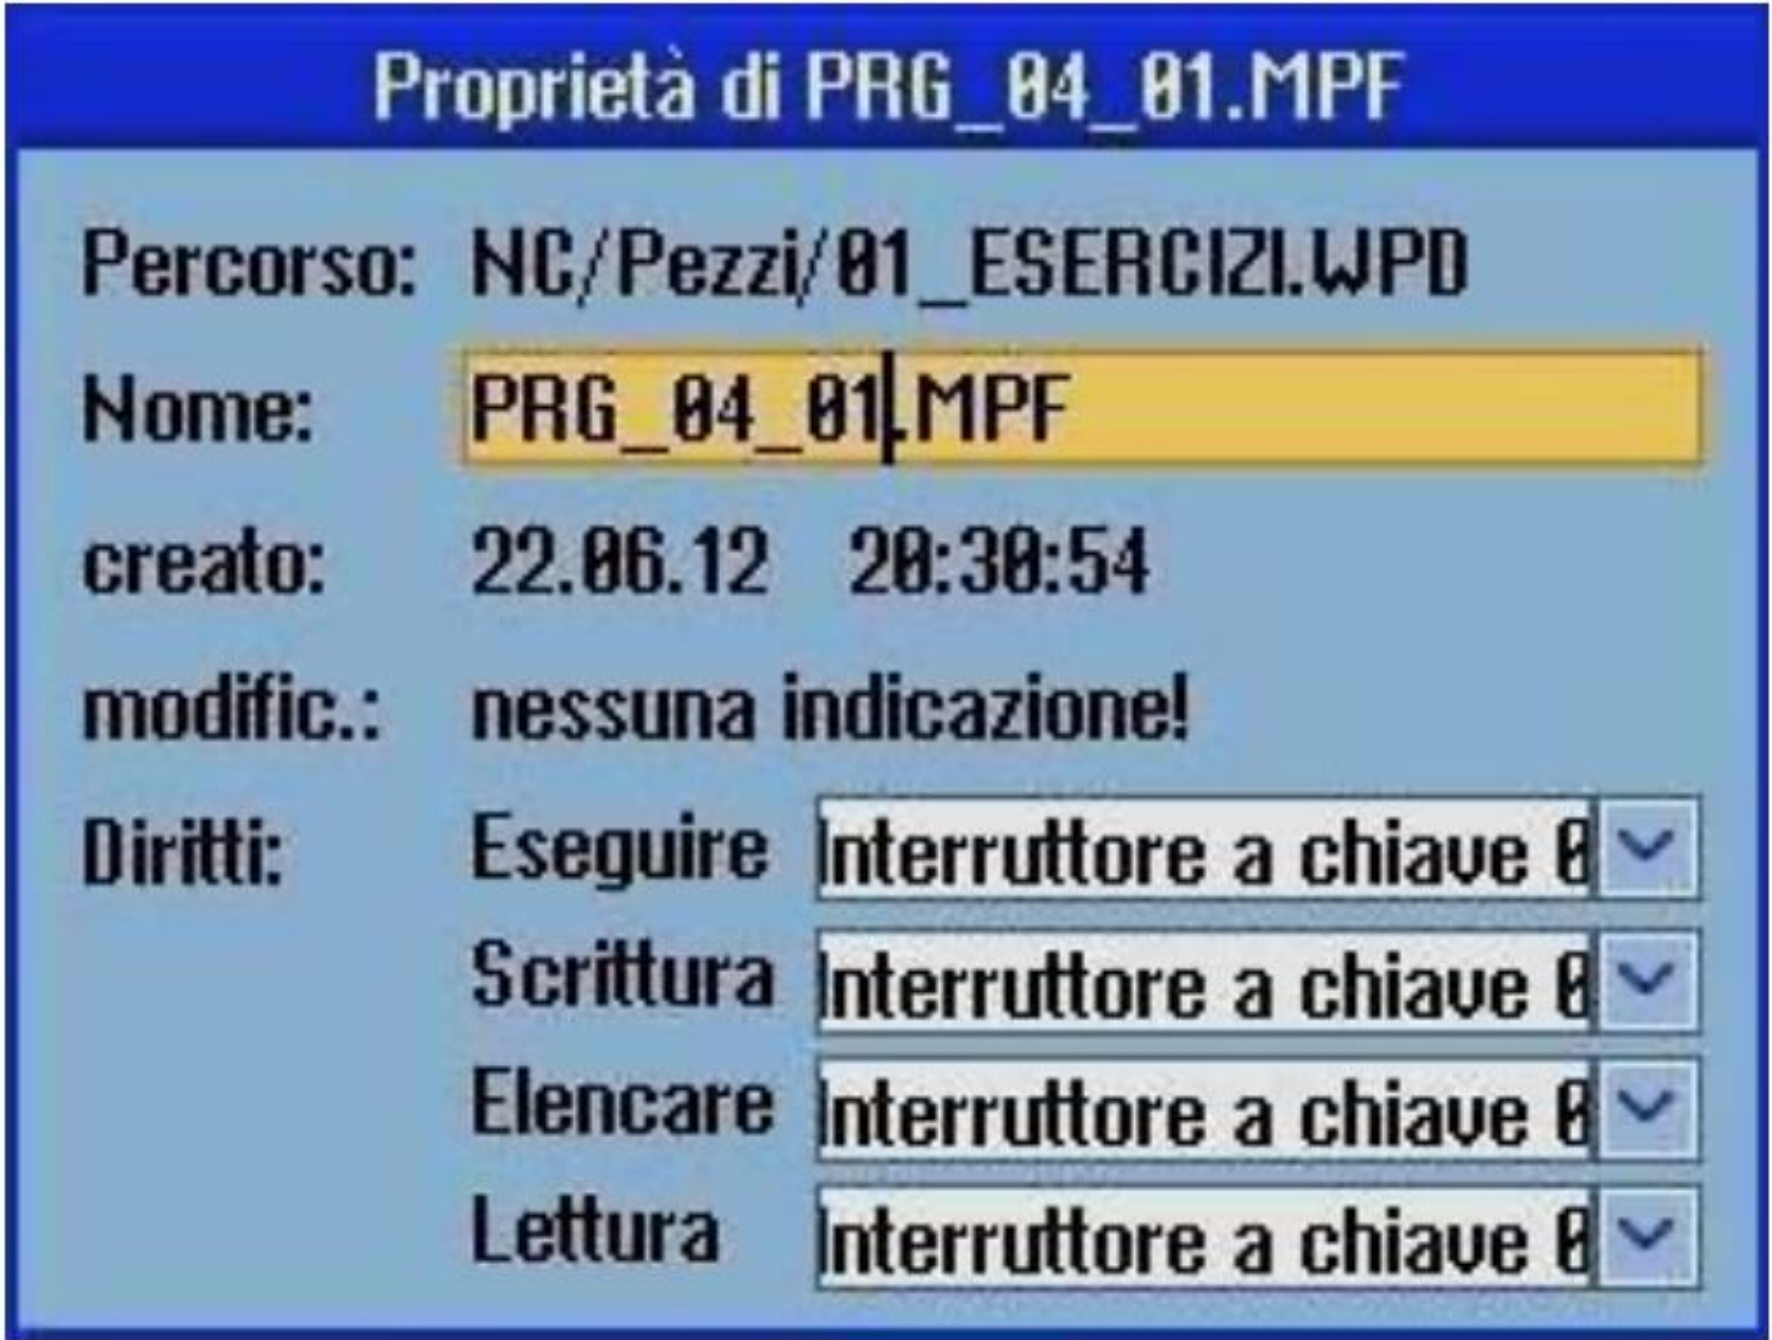 Proprietà di PRG_04_01.MPF
Percorso: NC/Pezzi/01_ESERCIZI.WPD
Nome: PRG_04_01.MPF
creato: 22.06.12 20:30:54
modific.: nessuna indicazione!
Diritti: Eseguire Interruttore a chiave 0
Scrittura Interruttore a chiave 0
Elencare Interruttore a chiave 0
Lettura Interruttore a chiave 0